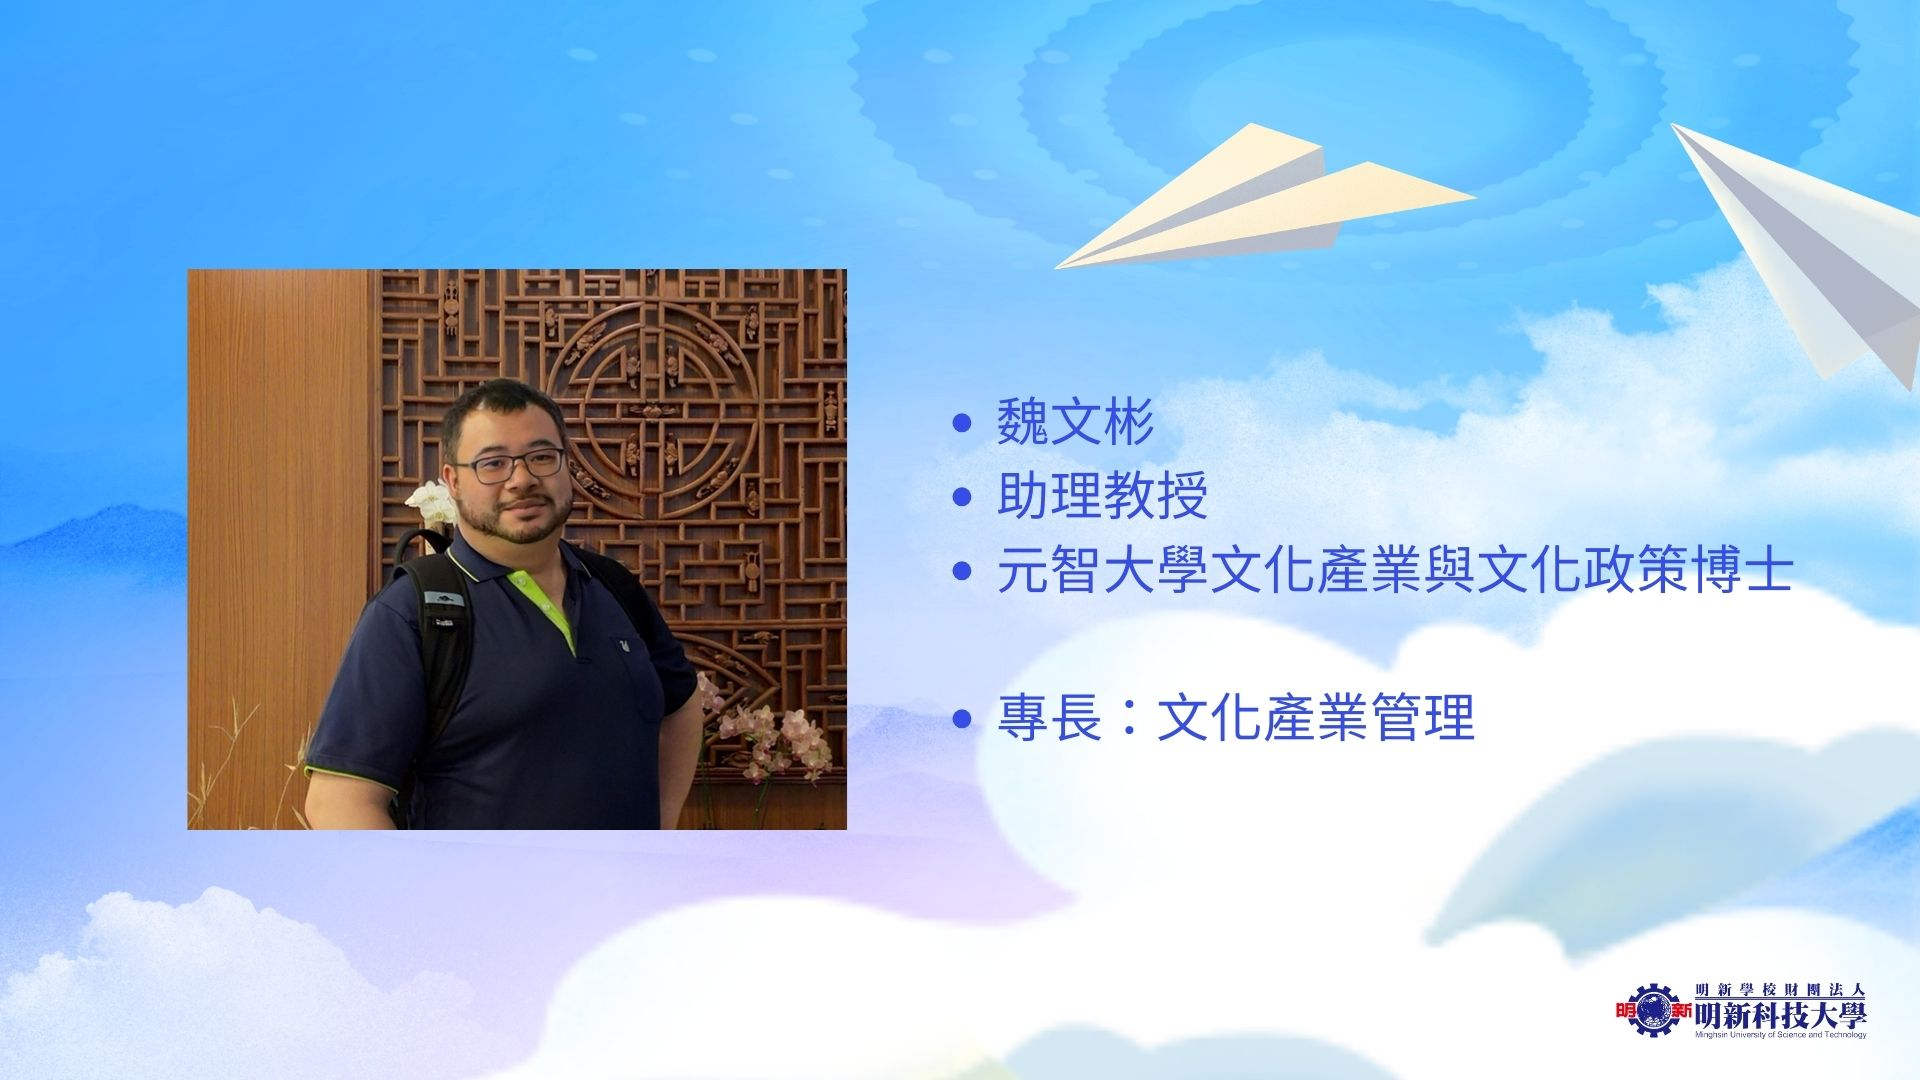 魏文彬
助理教授
元智大學文化產業與文化政策博士
專長：文化產業管理
明新學校財團法人
明新 明新科技大學
Minghsin University of Science and Technology